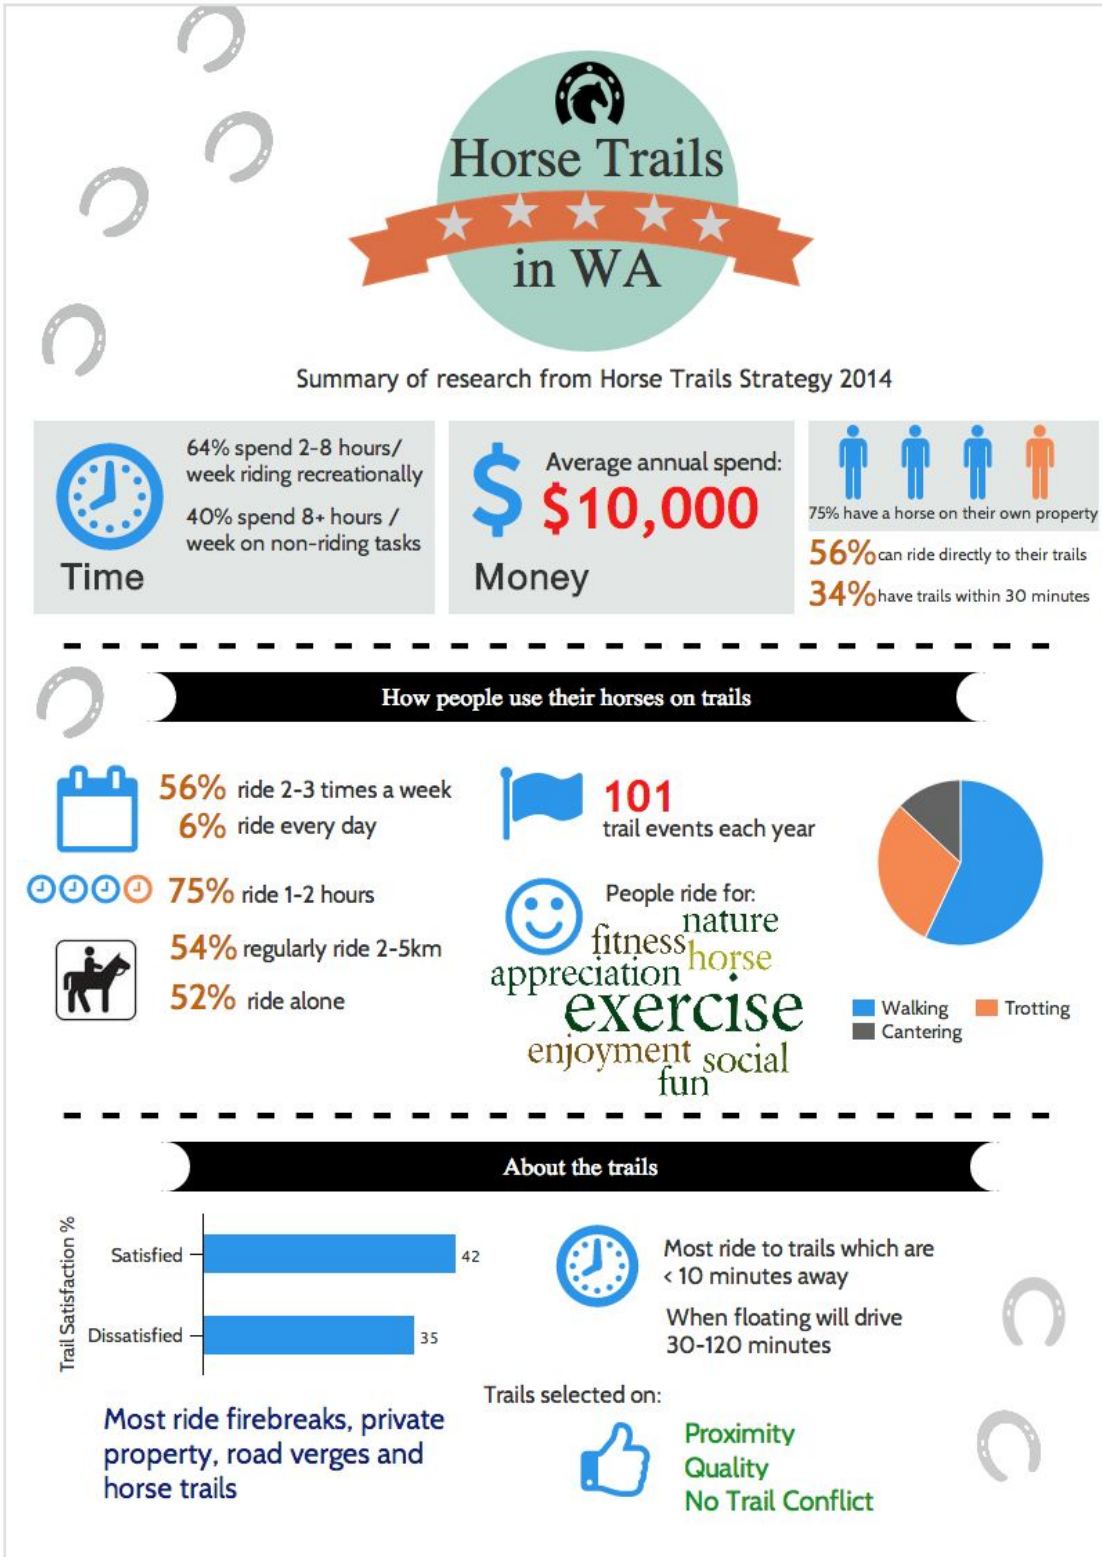 Horse Trails
in WA
Summary of research from Horse Trails Strategy 2014
64% spend 2-8 hours/
week riding recreationally
40% spend 8+ hours /
week on non-riding tasks
Time
Average annual spend:
$ $10,000
Money
75% have a horse on their own property
56% can ride directly to their trails
34% have trails within 30 minutes
How people use their horses on trails
56% ride 2-3 times a week
6% ride every day
75% ride 1-2 hours
54% regularly ride 2-5km
52% ride alone
101
trail events each year
People ride for:
nature
fitness
horse
appreciation
exercise
enjoyment
social
fun
Walking
Trotting
Cantering
About the trails
Trail Satisfaction %
Satisfied
42
Dissatisfied
35
Most ride to trails which are
< 10 minutes away
When floating will drive
30-120 minutes
Most ride firebreaks, private
property, road verges and
horse trails
Trails selected on:
Proximity
Quality
No Trail Conflict